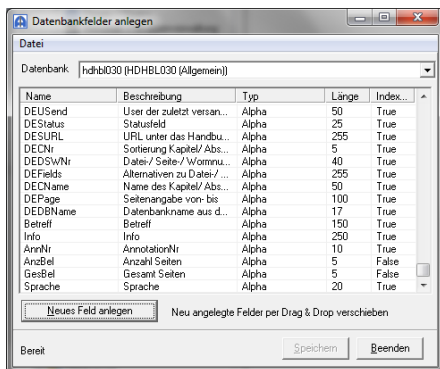 Datenbankfelder anlegen
Datei
Datenbank hdhbl030 (HDHBL030 (Allgemein))
Name Beschreibung Typ Länge Index...
DEUSend User der zuletzt versan... Alpha 50 True
DEStatus Statusfeld Alpha 25 True
DESURL URL unter das Handbu... Alpha 255 True
DECNr Sortierung Kapitel/ Abs... Alpha 5 True
DEDSWNr Datei-/ Seite-/ Wormnu... Alpha 40 True
DEFields Alternativen zu Datei-/ ... Alpha 255 True
DECName Name des Kapitel/ Abs... Alpha 50 True
DEPage Seitenangabe von- bis Alpha 100 True
DEDBName Datenbankname aus d... Alpha 17 True
Betreff Betreff Alpha 150 True
Info Info Alpha 250 True
AnnNr AnnotationNr Alpha 10 True
AnzBel Anzahl Seiten Alpha 5 False
GesBel Gesamt Seiten Alpha 5 False
Sprache Sprache Alpha 20 True
Neues Feld anlegen Neu angelegte Felder per Drag & Drop verschieben
Bereit Speichern Beenden